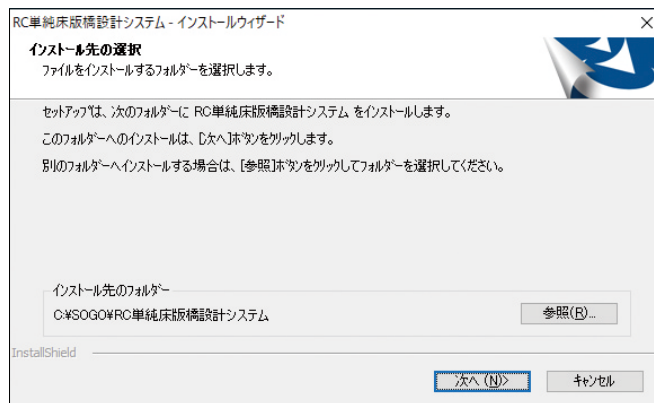 RC単純床版橋設計システム - インストールウィザード
インストール先の選択
ファイルをインストールするフォルダーを選択します。
セットアップは、次のフォルダーに RC単純床版橋設計システム をインストールします。
このフォルダーへのインストールは、[次へ]ボタンをクリックします。
別のフォルダーへインストールする場合は、[参照]ボタンをクリックしてフォルダーを選択してください。
インストール先のフォルダー
C:¥SOGO¥RC単純床版橋設計システム
参照(R)...
InstallShield
次へ (N)>
キャンセル